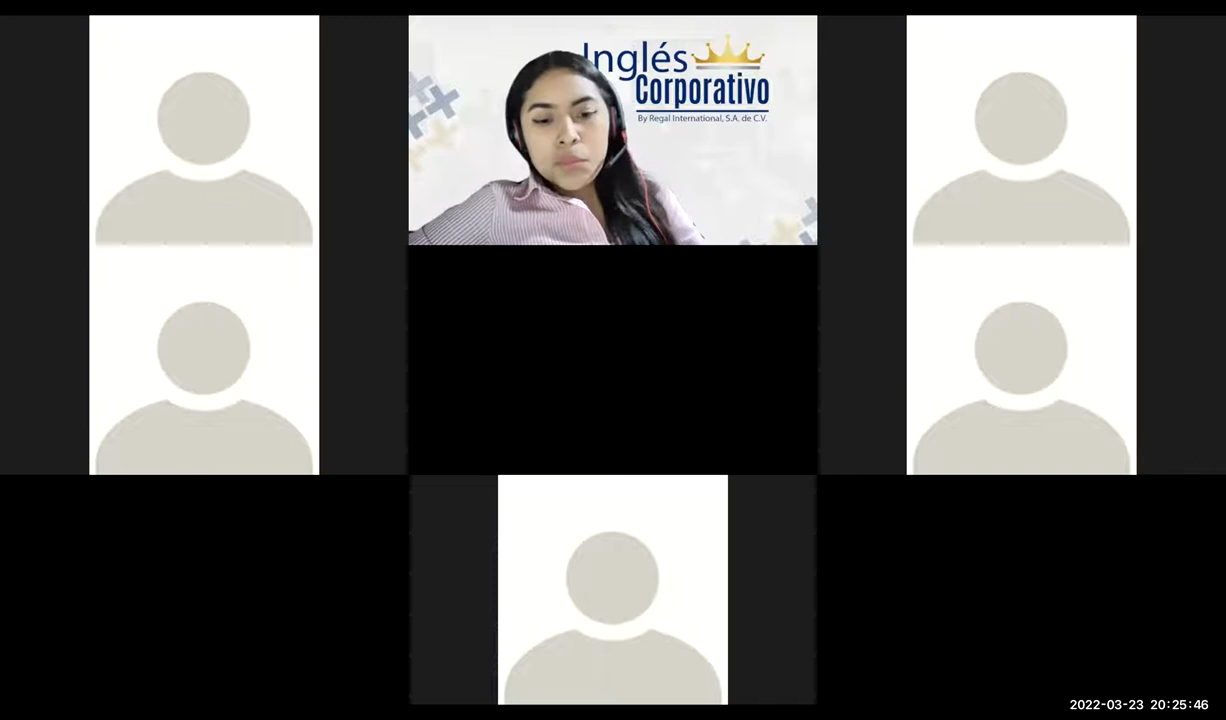 Inglés
Corporativo
By Regal International, S.A. de C.V.
2022-03-23 20:25:46